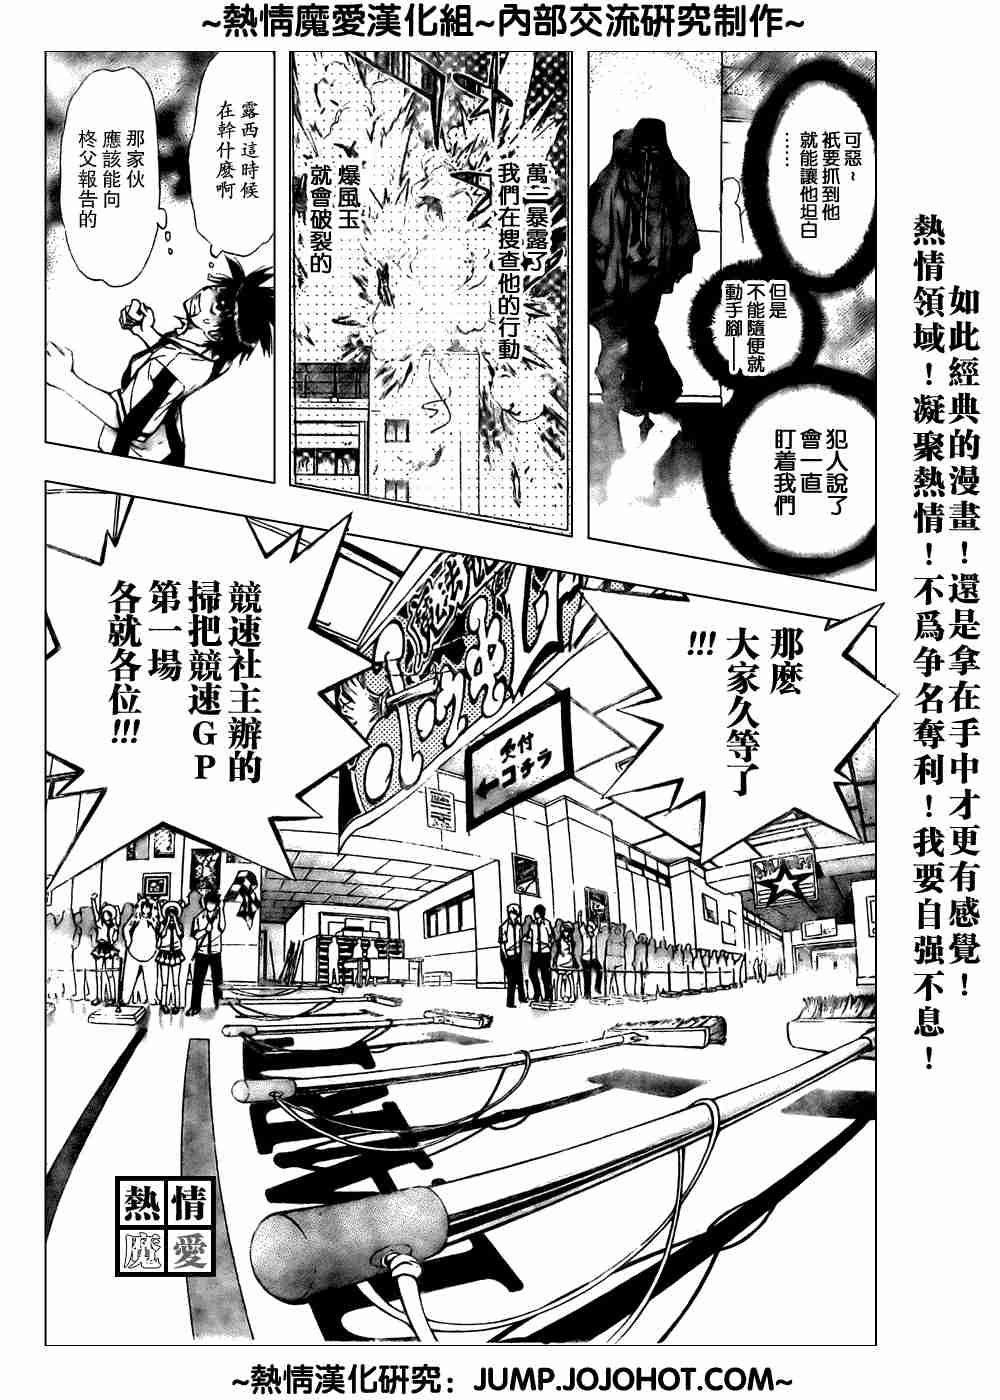 ~熱情魔愛漢化組~內部交流研究制作~
可惡~
衹要抓到他
就能讓他坦白
……
但是
不能隨便就
動手腳──
犯人說了
會一直
盯着我們
萬一暴露了
我們在搜查他的行動
爆風玉
就會破裂的
露西這時候
在幹什麼啊
那家伙
應該能向
柊父報告的
那麽
大家久等了
!!!
競速社主辦的
掃把競速GP
第一場
各就各位!!!
受付
←コチラ
如此經典的漫畫！還是拿在手中才更有感覺！
熱情領域！凝聚熱情！不爲争名奪利！我要自强不息！
熱情
魔愛
~熱情漢化研究：JUMP.JOJOHOT.COM~